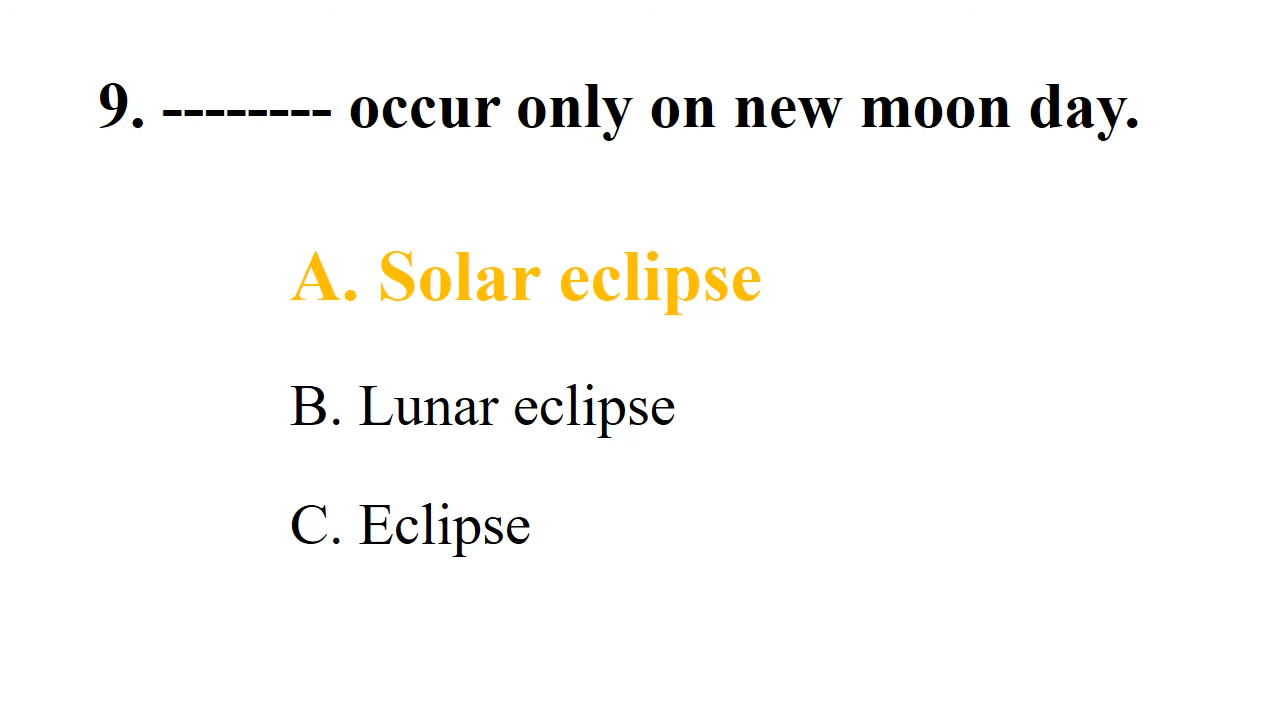 9. -------- occur only on new moon day.
A. Solar eclipse
B. Lunar eclipse
C. Eclipse